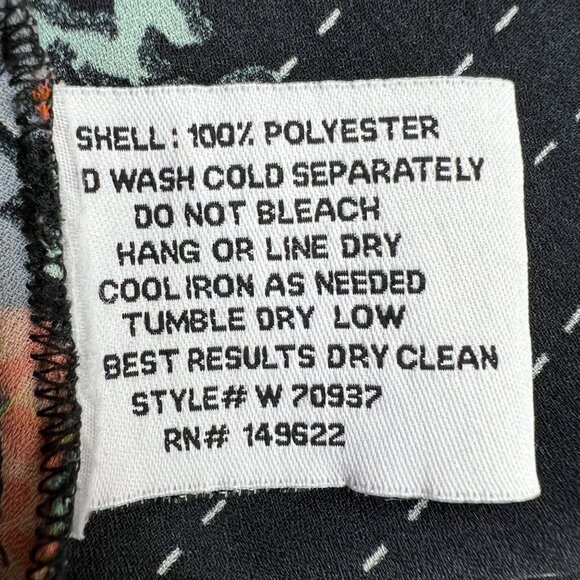 SHELL: 100% POLYESTER
D WASH COLD SEPARATELY
DO NOT BLEACH
HANG OR LINE DRY
COOL IRON AS NEEDED
TUMBLE DRY LOW
BEST RESULTS DRY CLEAN
STYLE# W 70937
RN# 149622